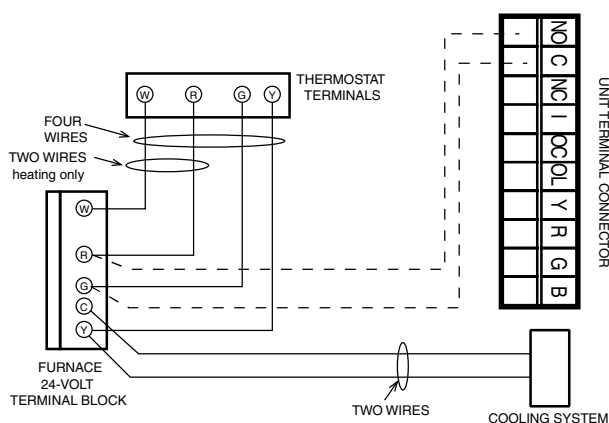 THERMOSTAT
TERMINALS
W
R
G
Y
FOUR
WIRES
TWO WIRES
heating only
W
R
G
C
Y
FURNACE
24-VOLT
TERMINAL BLOCK
TWO WIRES
COOLING SYSTEM
NO
C
NC
I
OC
OL
Y
R
G
B
UNIT TERMINAL CONNECTOR